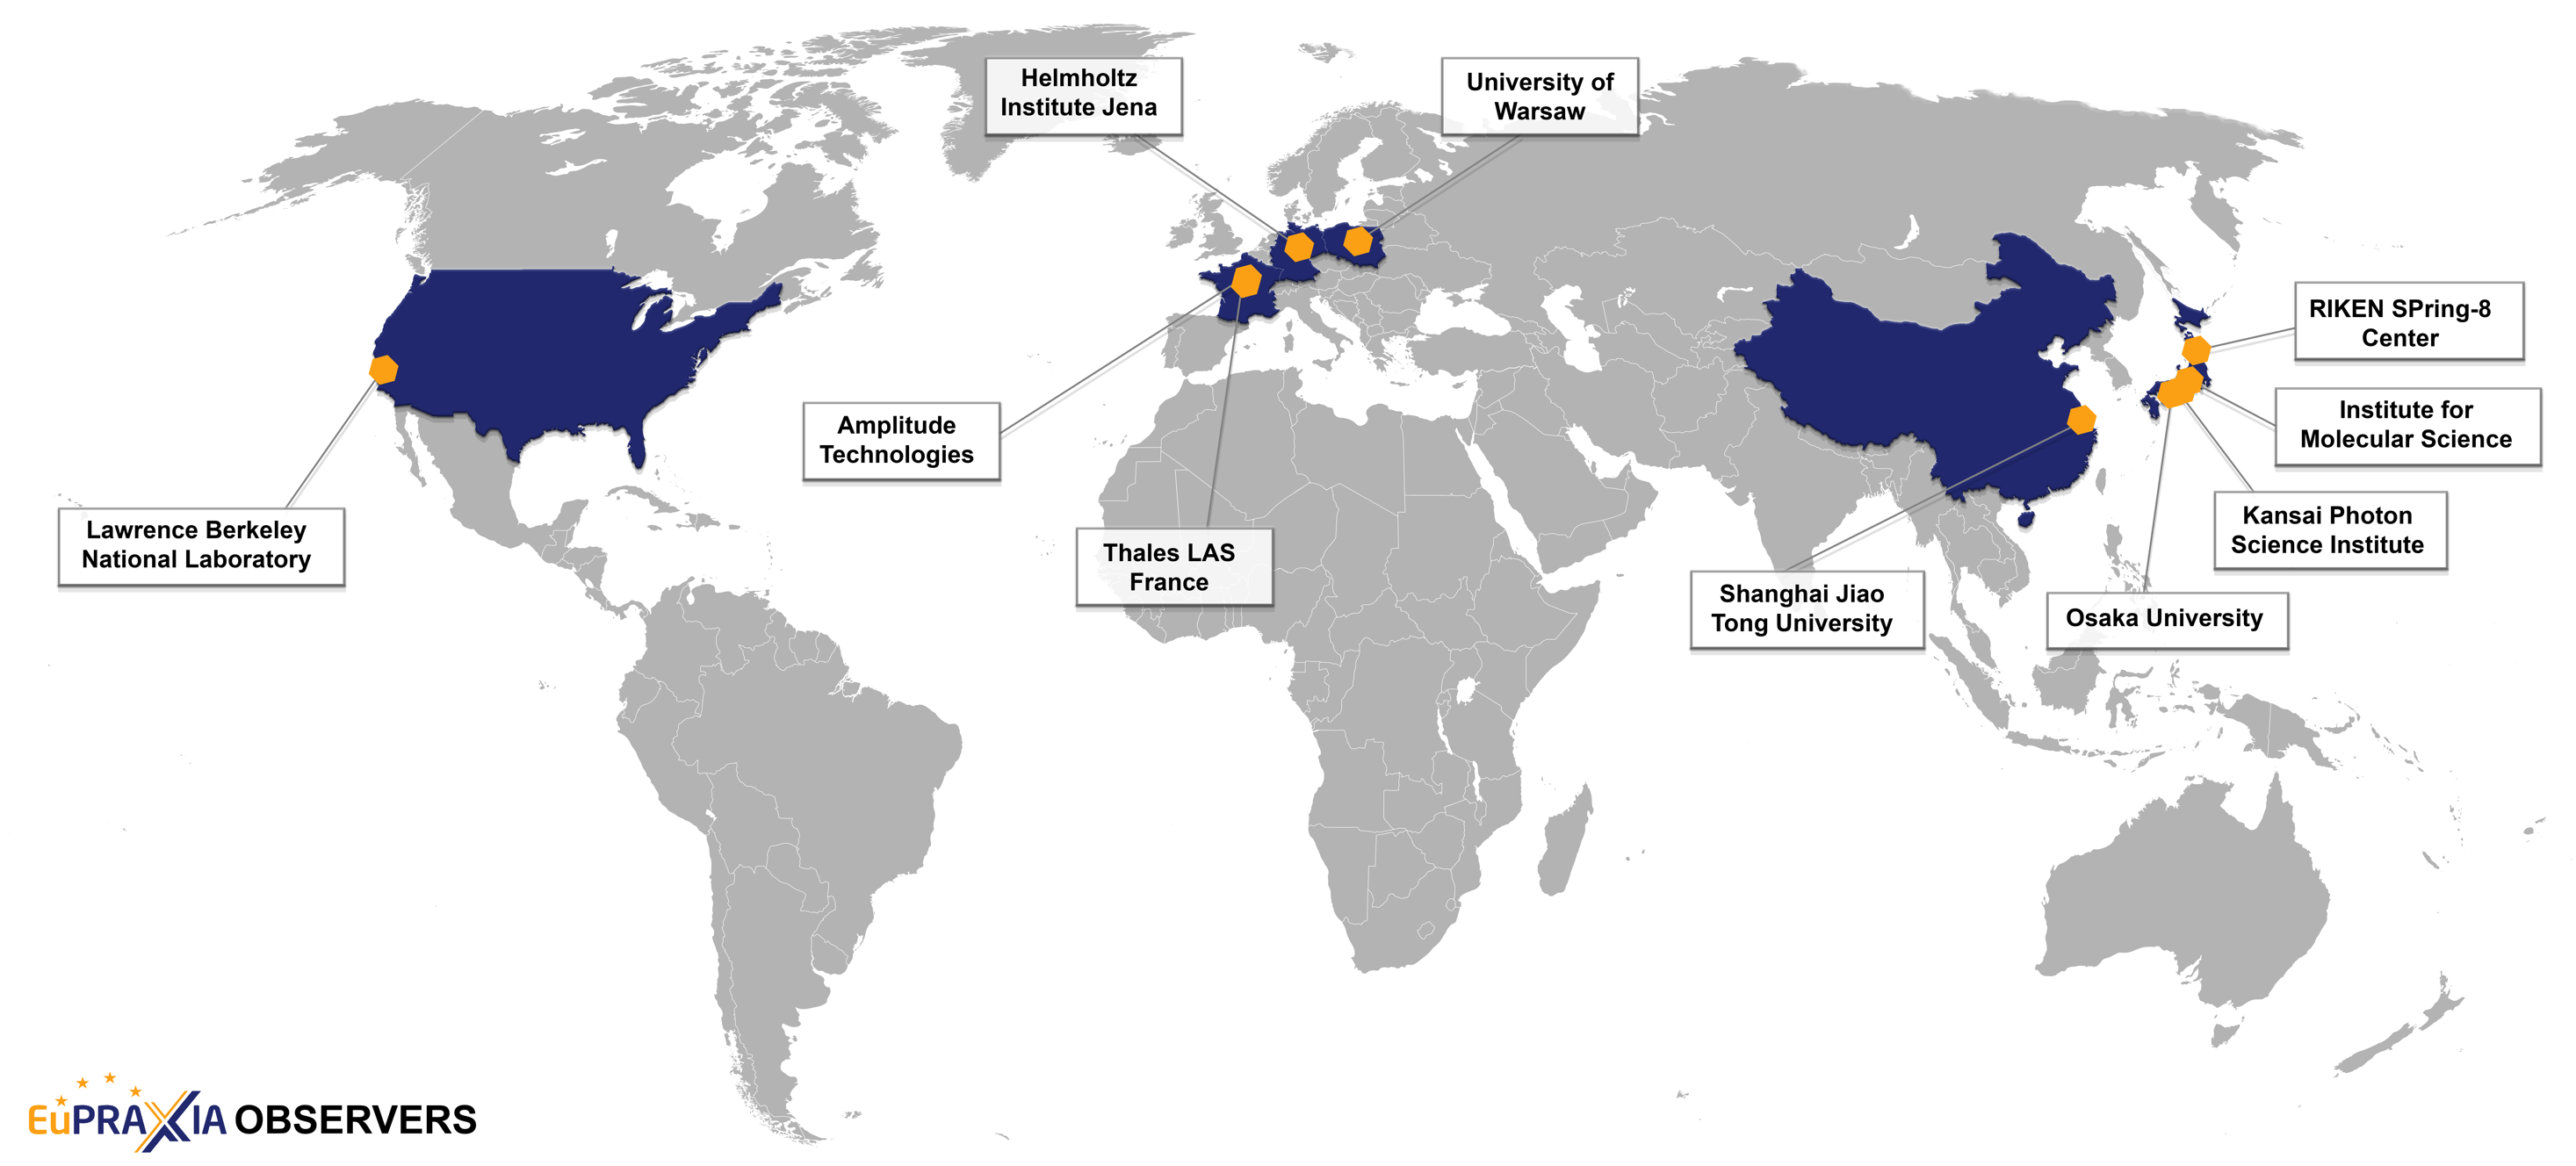 Helmholtz
Institute Jena
University of
Warsaw
RIKEN SPring-8
Center
Amplitude
Technologies
Institute for
Molecular Science
Lawrence Berkeley
National Laboratory
Thales LAS
France
Kansai Photon
Science Institute
Shanghai Jiao
Tong University
Osaka University
EuPRAXIA OBSERVERS